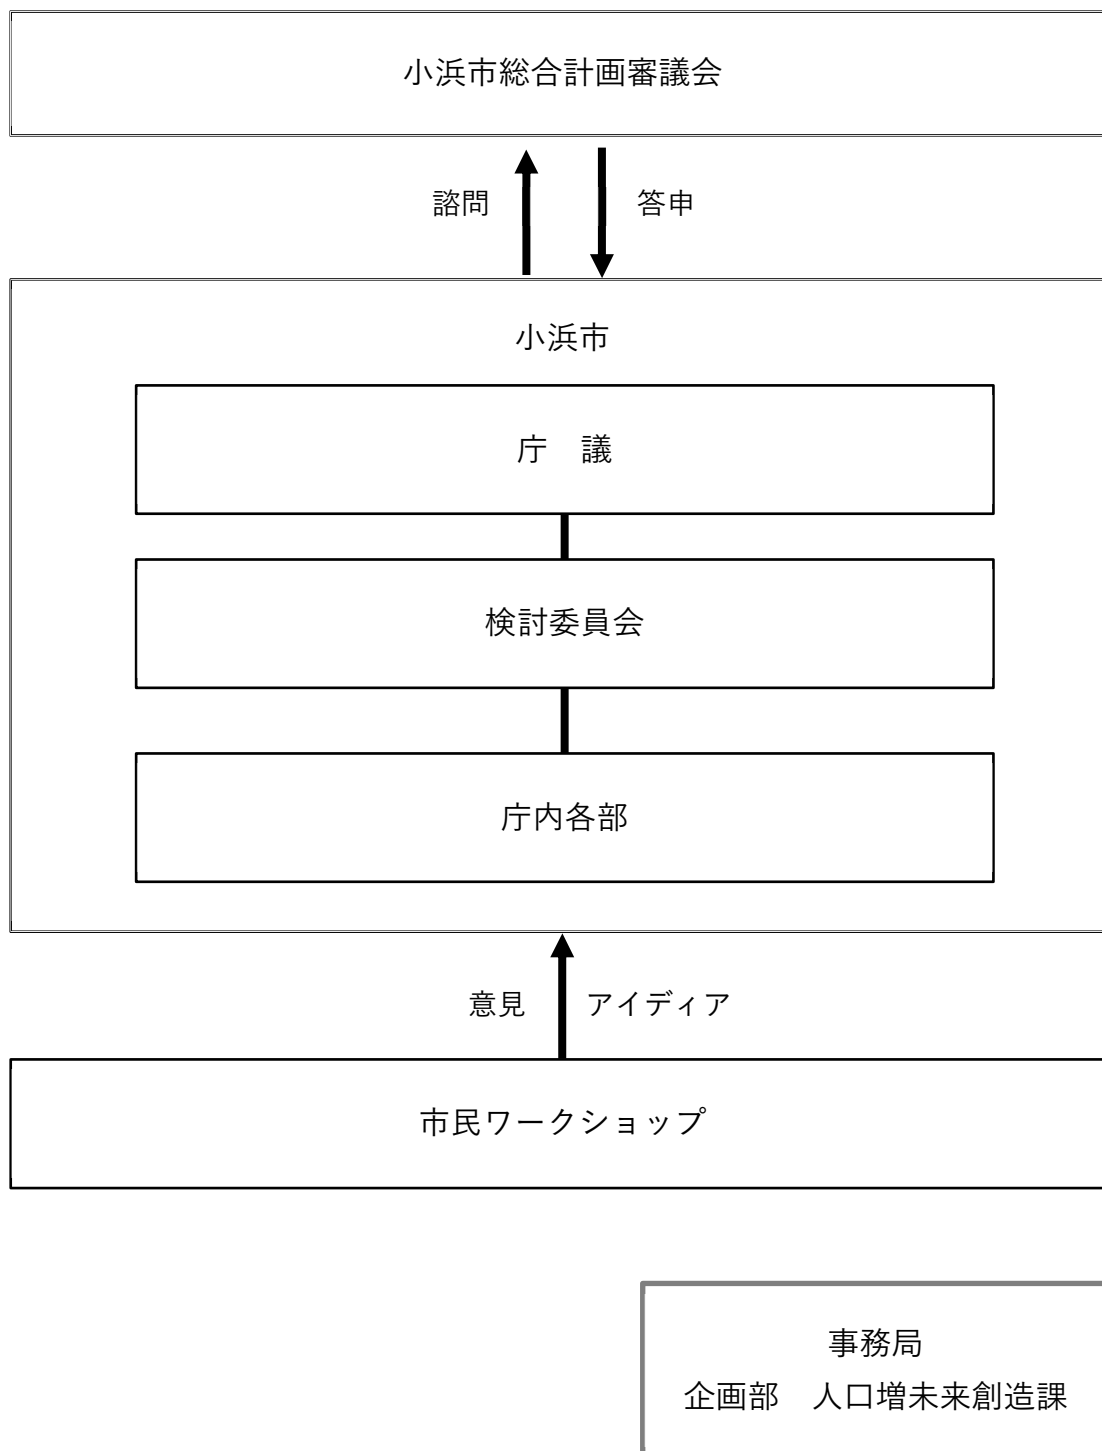 小浜市総合計画審議会
諮問
答申
小浜市
庁　議
検討委員会
庁内各部
意見
アイディア
市民ワークショップ
事務局
企画部　人口増未来創造課